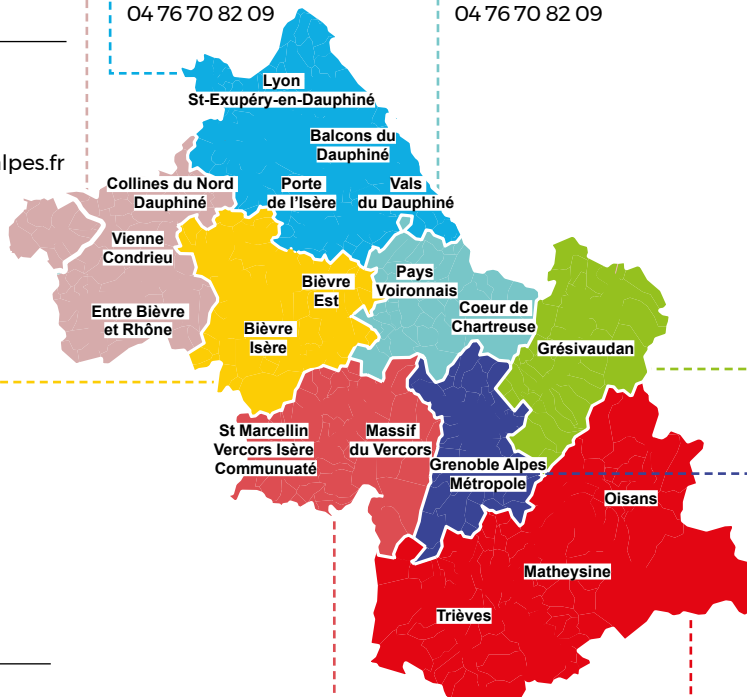 04 76 70 82 09
04 76 70 82 09
lpes.fr
Lyon
St-Exupéry-en-Dauphiné
Balcons du
Dauphiné
Collines du Nord
Dauphiné
Porte
de l'Isère
Vals
du Dauphiné
Vienne
Condrieu
Bièvre
Est
Pays
Voironnais
Coeur de
Chartreuse
Entre Bièvre
et Rhône
Bièvre
Isère
Grésivaudan
St Marcellin
Vercors Isère
Communuaté
Massif
du Vercors
Grenoble Alpes
Métropole
Oisans
Matheysine
Trièves